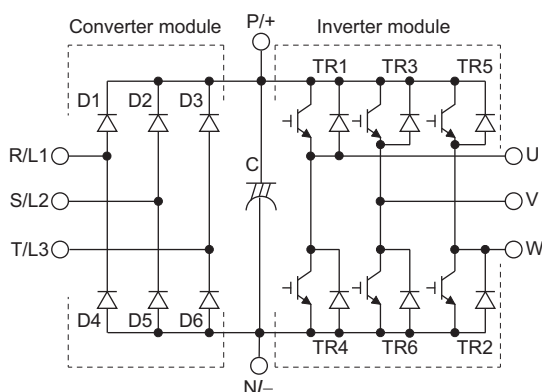 Converter module
P/+
Inverter module
D1
D2
D3
TR1
TR3
TR5
R/L1
C
U
S/L2
V
T/L3
W
D4
D5
D6
TR4
TR6
TR2
N/−